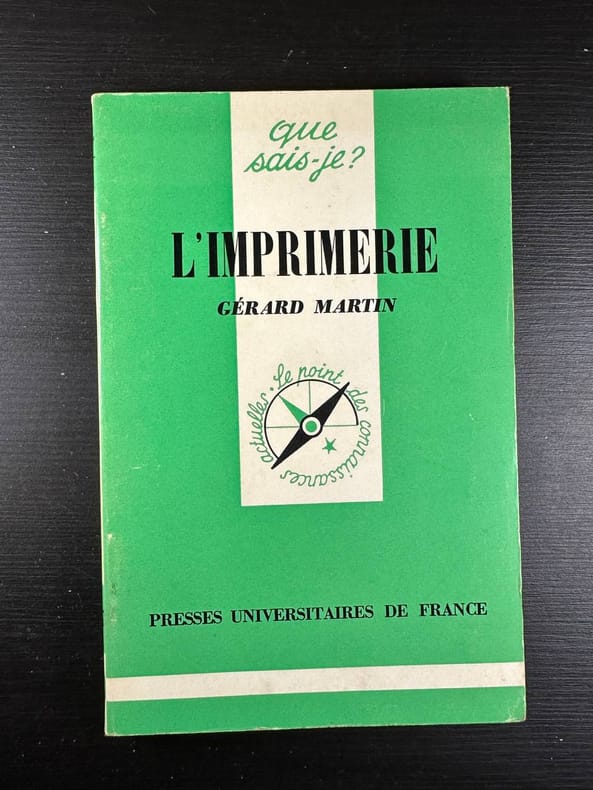 que
sais-je?
L'IMPRIMERIE
GÉRARD MARTIN
Le point des connaissances actuelles •
PRESSES UNIVERSITAIRES DE FRANCE